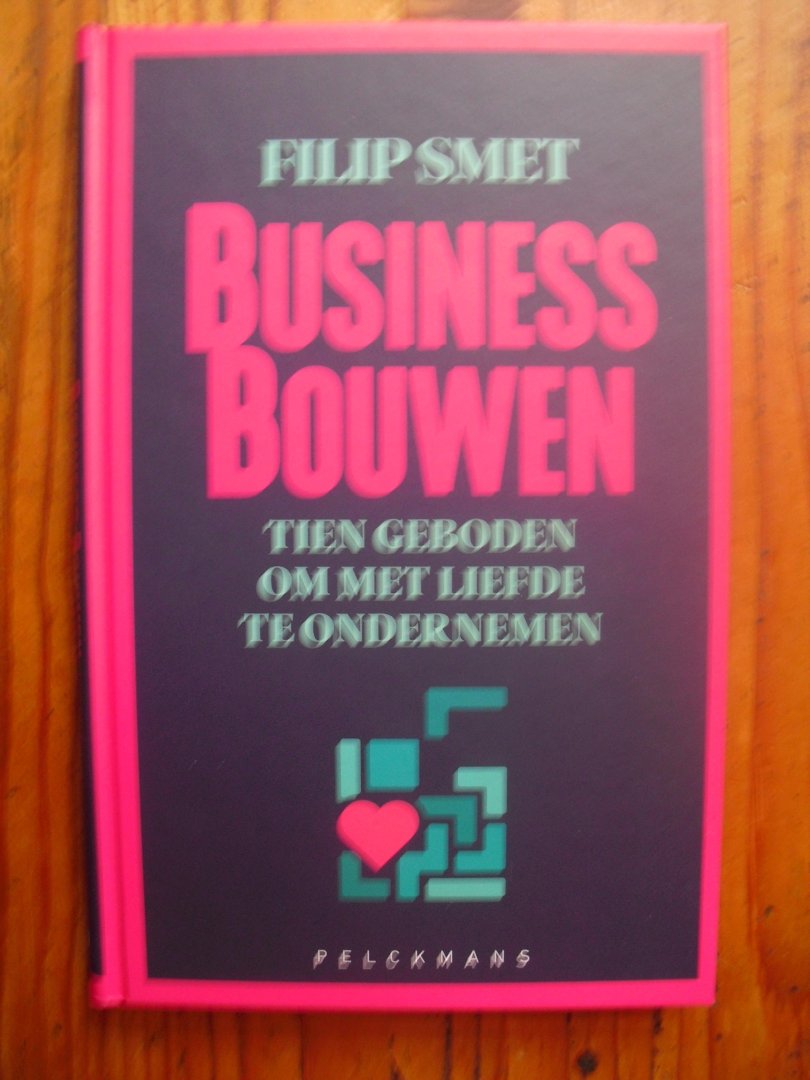 FILIP SMET
BUSINESS
BOUWEN
TIEN GEBODEN
OM MET LIEFDE
TE ONDERNEMEN
PELCKMANS